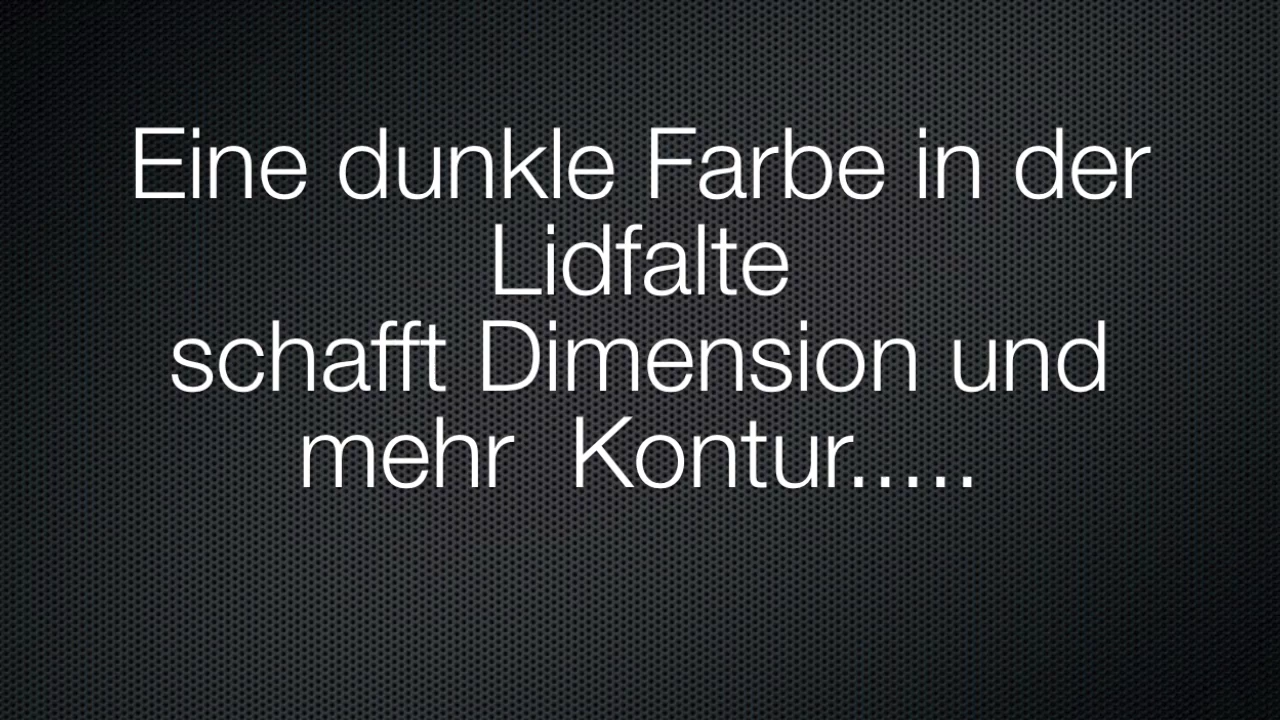 Eine dunkle Farbe in der
Lidfalte
schafft Dimension und
mehr  Kontur.....